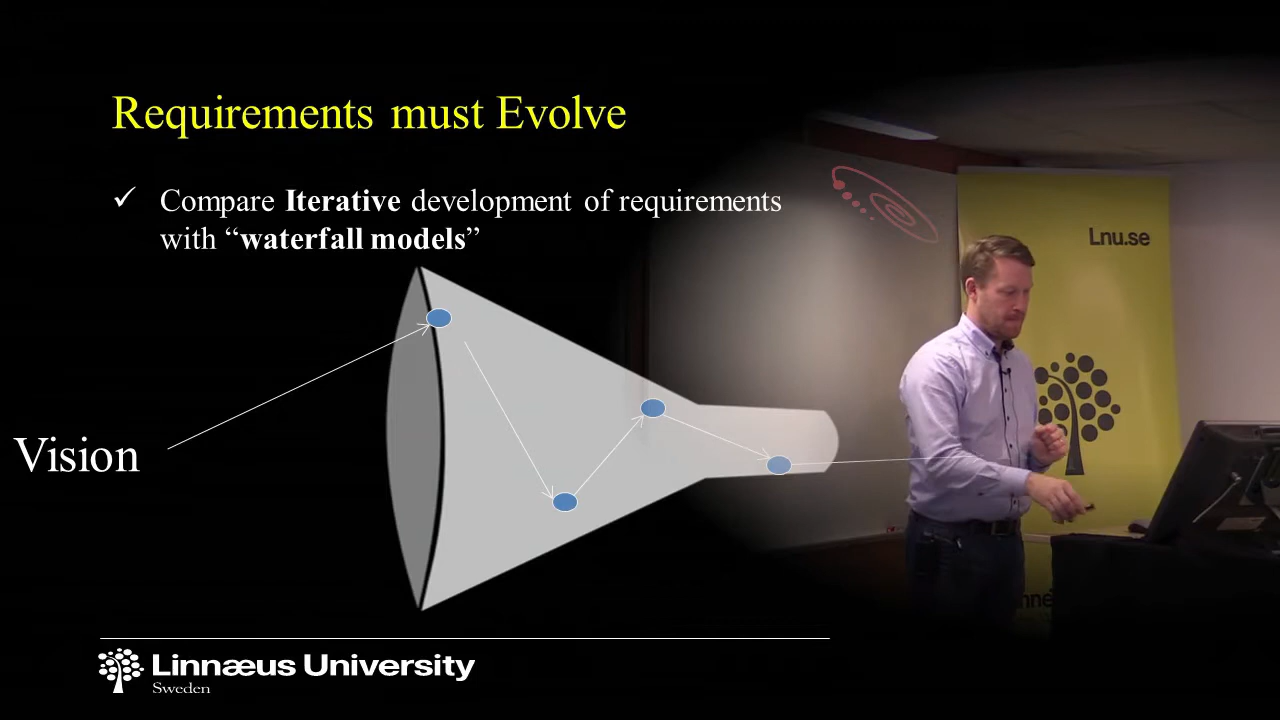 Requirements must Evolve
✓ Compare Iterative development of requirements
with “waterfall models”
Lnu.se
Vision
Linnæus University
Sweden